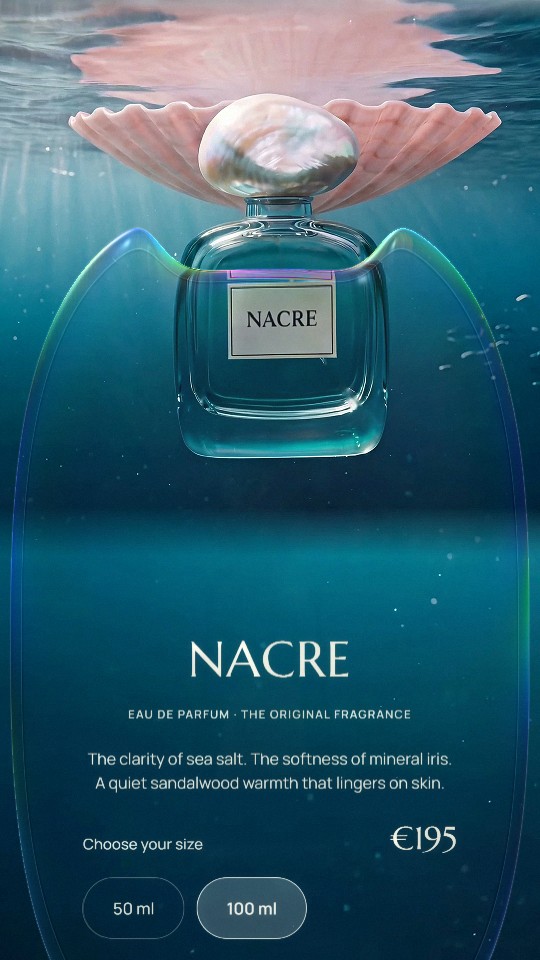 NACRE
NACRE
EAU DE PARFUM · THE ORIGINAL FRAGRANCE
The clarity of sea salt. The softness of mineral iris.
A quiet sandalwood warmth that lingers on skin.
Choose your size
€195
50 ml
100 ml